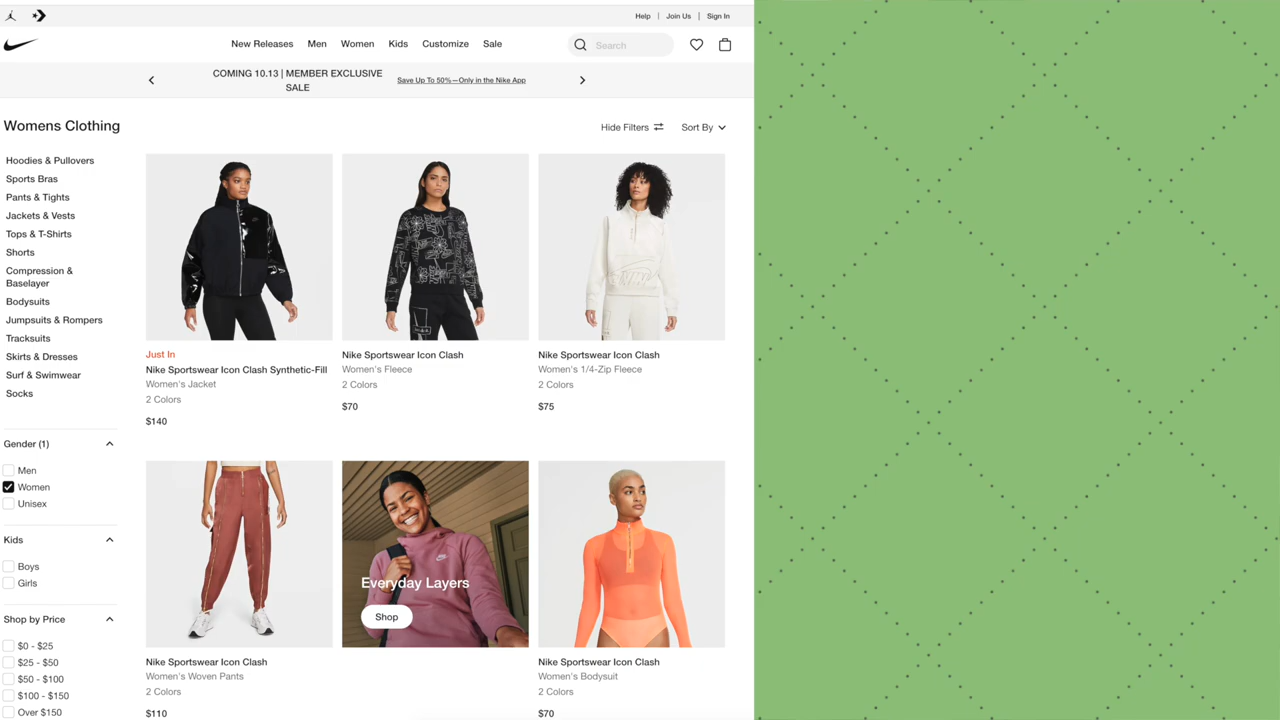 Help | Join Us | Sign In
New Releases Men Women Kids Customize Sale Search
COMING 10.13 | MEMBER EXCLUSIVE
SALE
Save Up To 50%—Only in the Nike App
Womens Clothing
Hide Filters
Sort By
Hoodies & Pullovers
Sports Bras
Pants & Tights
Jackets & Vests
Tops & T-Shirts
Shorts
Compression &
Baselayer
Bodysuits
Jumpsuits & Rompers
Tracksuits
Skirts & Dresses
Surf & Swimwear
Socks
Gender (1)
Men
Women
Unisex
Kids
Boys
Girls
Shop by Price
$0 - $25
$25 - $50
$50 - $100
$100 - $150
Over $150
Just In
Nike Sportswear Icon Clash Synthetic-Fill
Women's Jacket
2 Colors
$140
Nike Sportswear Icon Clash
Women's Fleece
2 Colors
$70
Nike Sportswear Icon Clash
Women's 1/4-Zip Fleece
2 Colors
$75
Nike Sportswear Icon Clash
Women's Woven Pants
2 Colors
$110
Everyday Layers
Shop
Nike Sportswear Icon Clash
Women's Bodysuit
2 Colors
$70